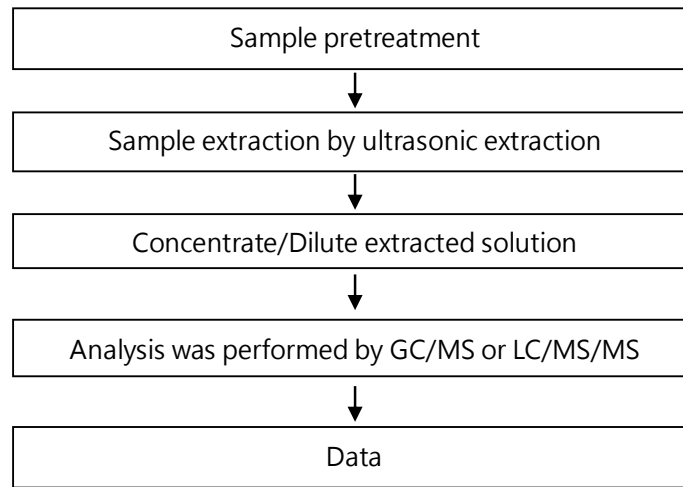 Sample pretreatment
Sample extraction by ultrasonic extraction
Concentrate/Dilute extracted solution
Analysis was performed by GC/MS or LC/MS/MS
Data